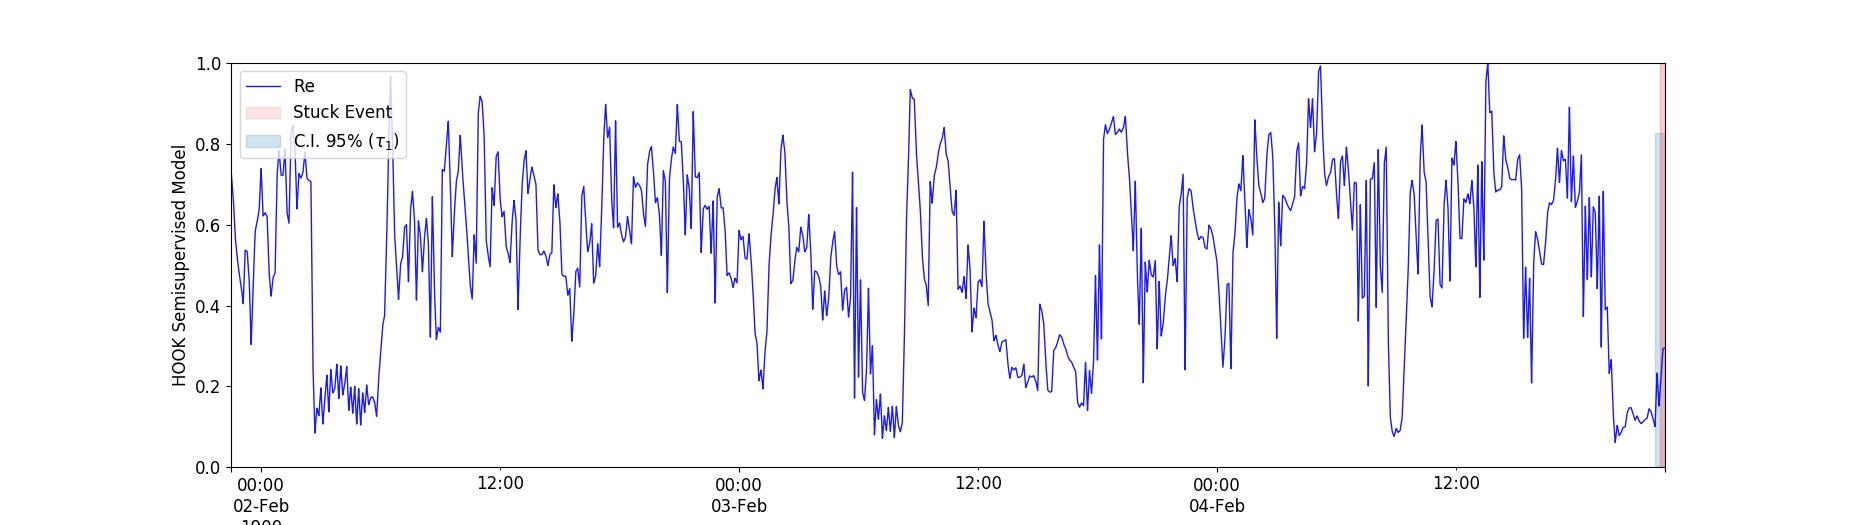 HOOK Semisupervised Model
1.0
0.8
0.6
0.4
0.2
0.0
Re
Stuck Event
C.I. 95% (τ₁)
00:00
02-Feb
1900
12:00
00:00
03-Feb
12:00
00:00
04-Feb
12:00